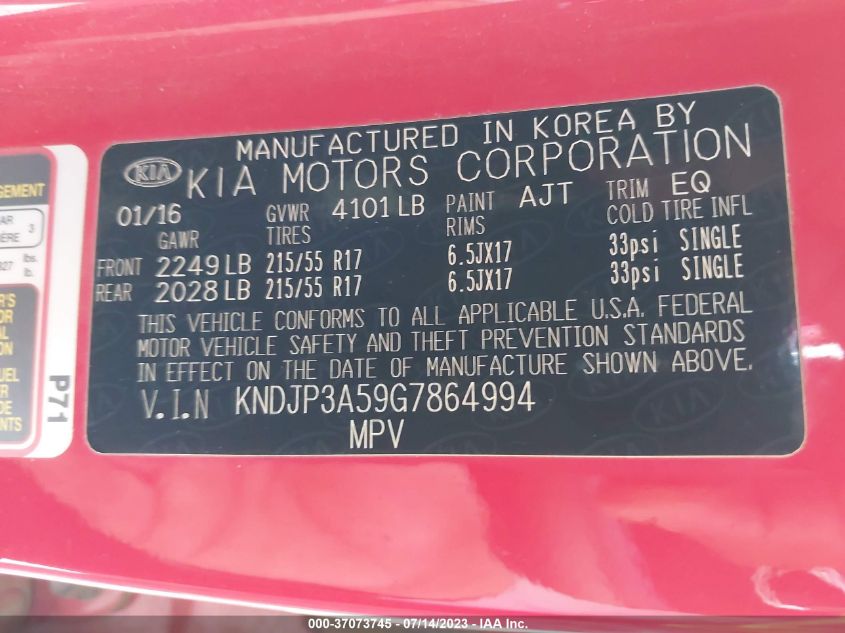 MANUFACTURED IN KOREA BY
KIA KIA MOTORS CORPORATION
01/16 GVWR 4101 LB PAINT AJT TRIM EQ
GAWR TIRES RIMS COLD TIRE INFL
FRONT 2249 LB 215/55 R17 6.5JX17 33psi SINGLE
REAR 2028 LB 215/55 R17 6.5JX17 33psi SINGLE
THIS VEHICLE CONFORMS TO ALL APPLICABLE U.S.A. FEDERAL
MOTOR VEHICLE SAFETY AND THEFT PREVENTION STANDARDS
IN EFFECT ON THE DATE OF MANUFACTURE SHOWN ABOVE.
V.I.N KNDJP3A59G7864994
MPV
3
lbs.
lb.
P71
000-37073745 - 07/14/2023 - IAA Inc.